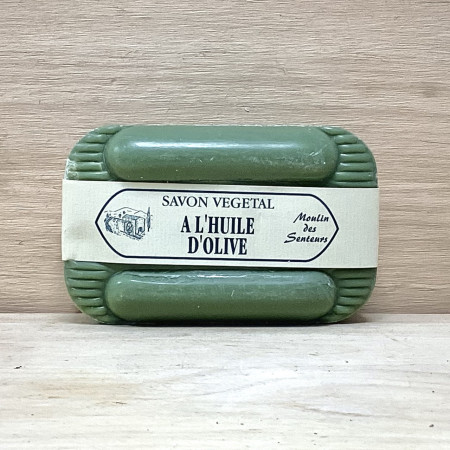 SAVON VEGETAL
A L'HUILE
D'OLIVE
Moulin
des
Senteurs